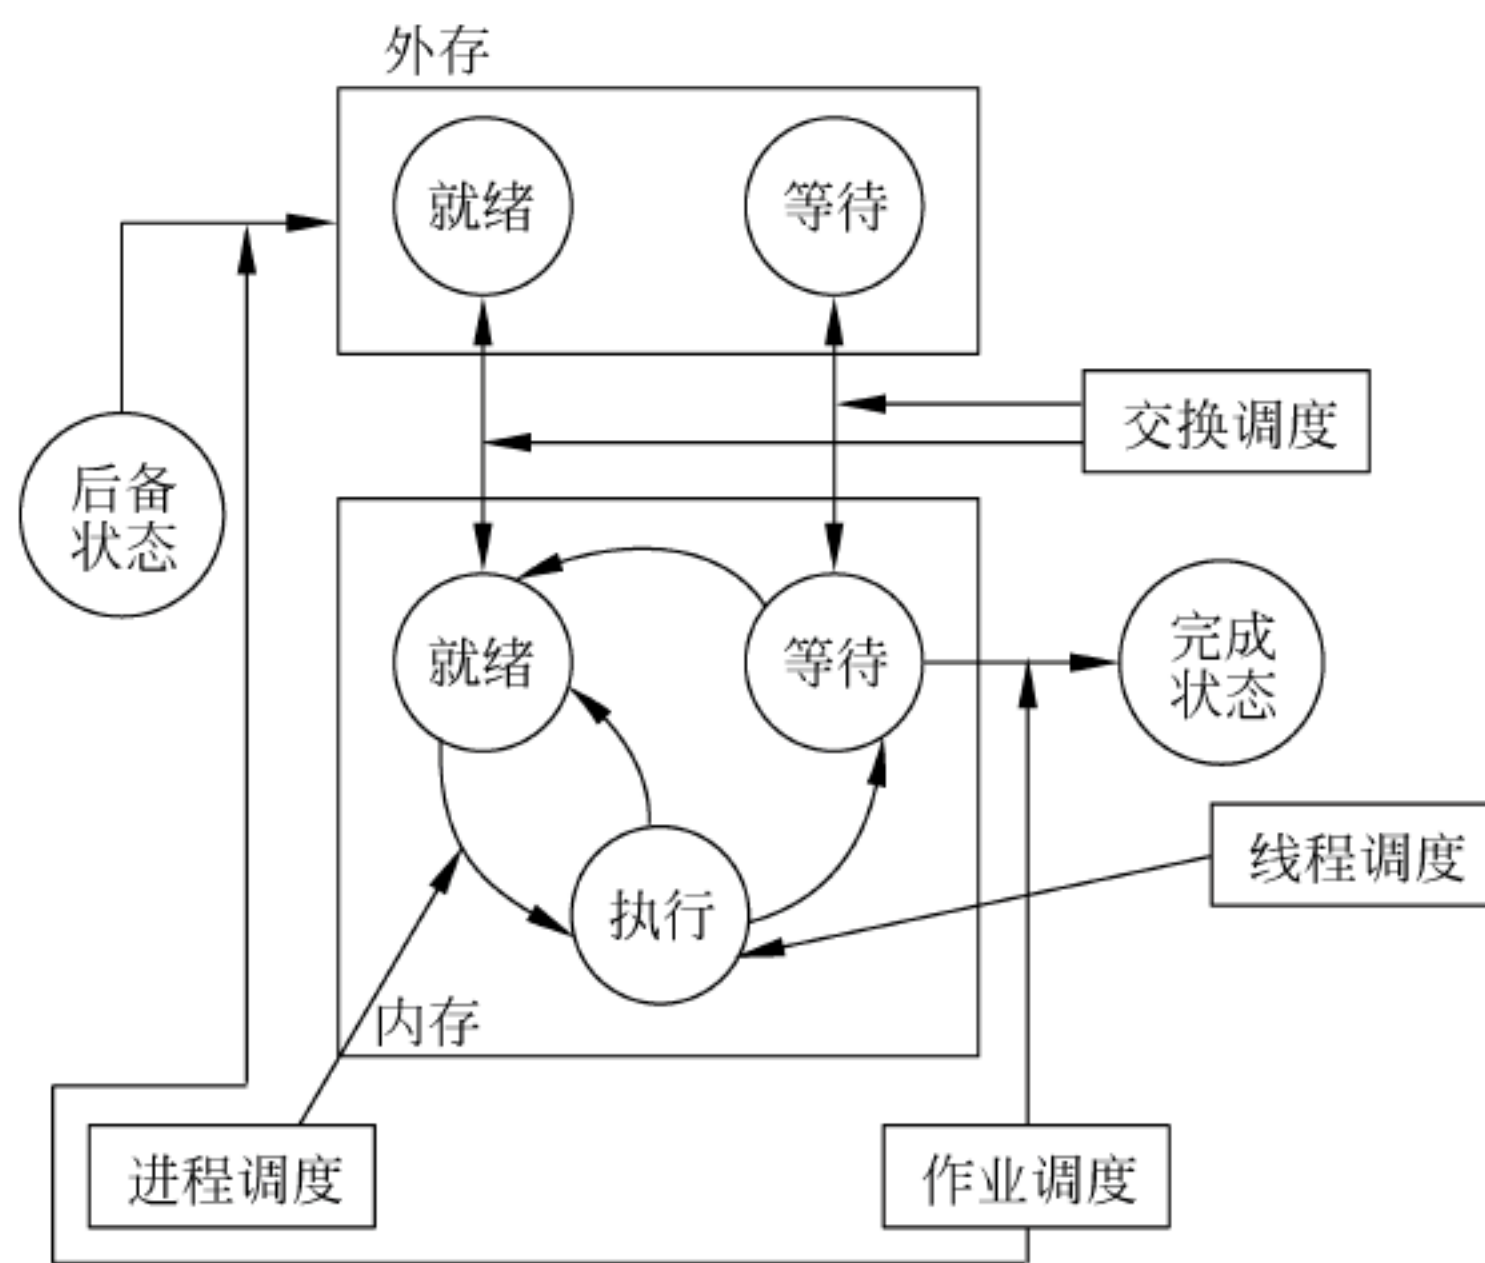 外存
就绪
等待
交换调度
后备
状态
就绪
等待
完成
状态
线程调度
执行
内存
进程调度
作业调度